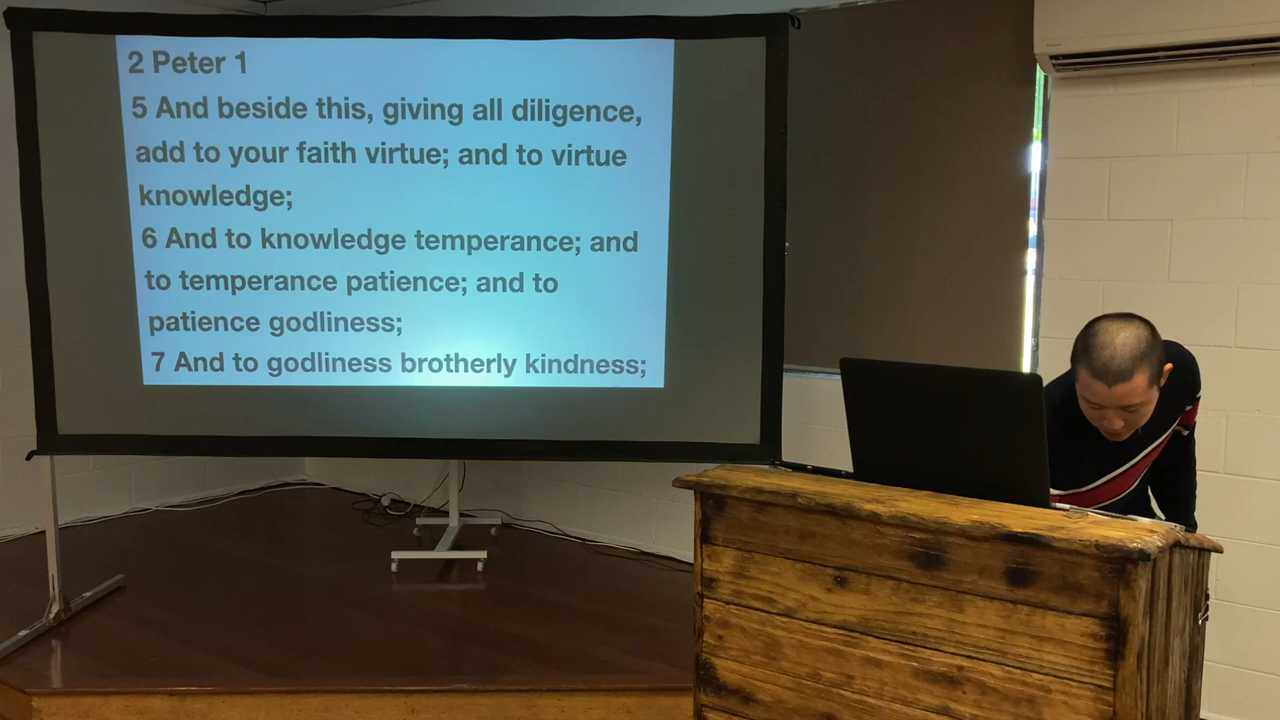 2 Peter 1
5 And beside this, giving all diligence,
add to your faith virtue; and to virtue
knowledge;
6 And to knowledge temperance; and
to temperance patience; and to
patience godliness;
7 And to godliness brotherly kindness;